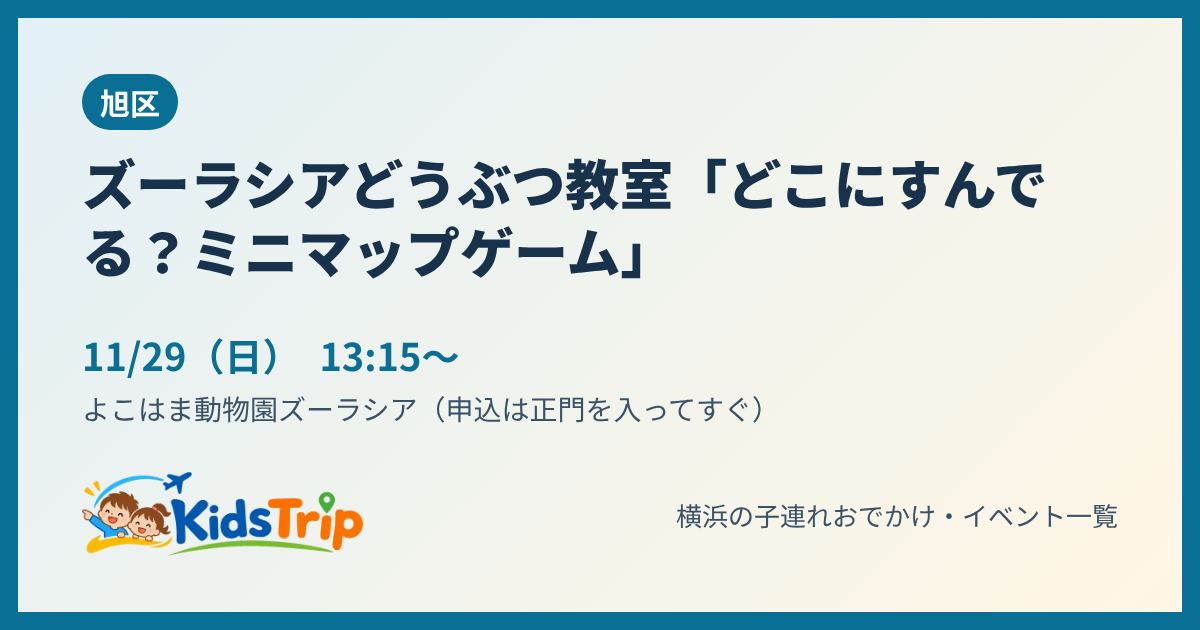 旭区
ズーラシアどうぶつ教室「どこにすんで
る？ミニマップゲーム」
11/29（日） 13:15〜
よこはま動物園ズーラシア（申込は正門を入ってすぐ）
KidsTrip
横浜の子連れおでかけ・イベント一覧